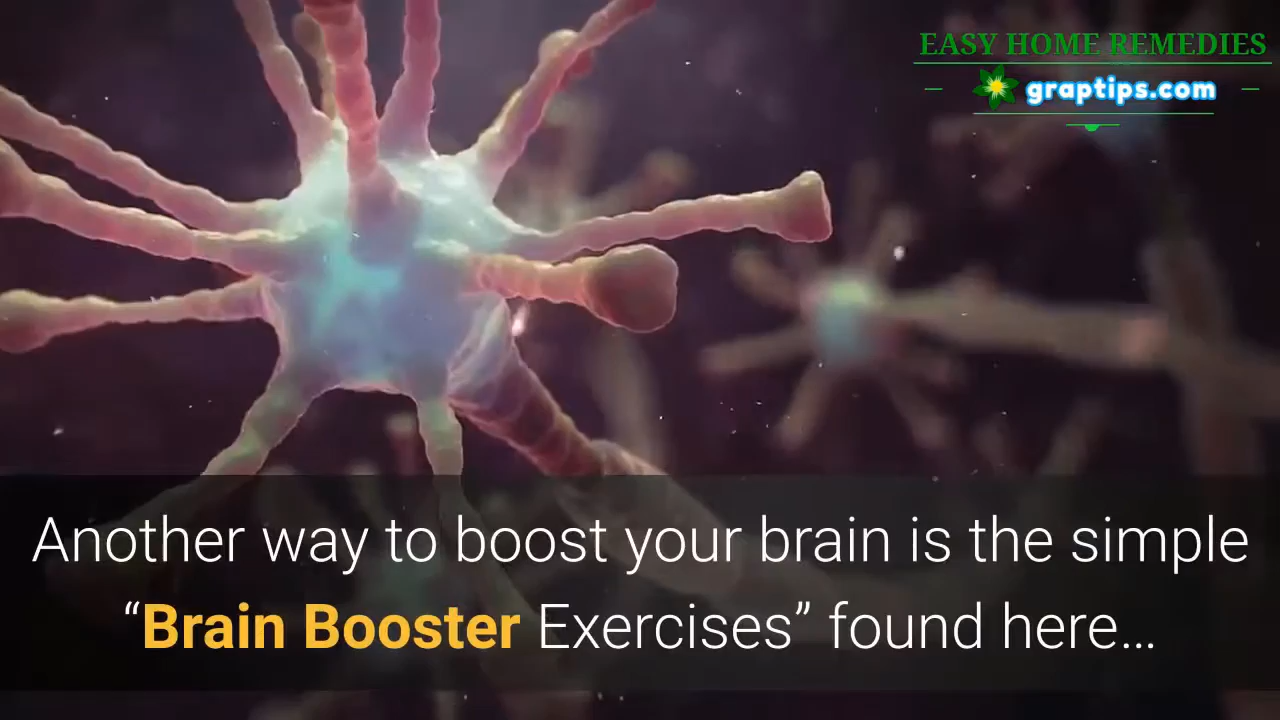 EASY HOME REMEDIES
graptips.com
Another way to boost your brain is the simple
“Brain Booster Exercises” found here...